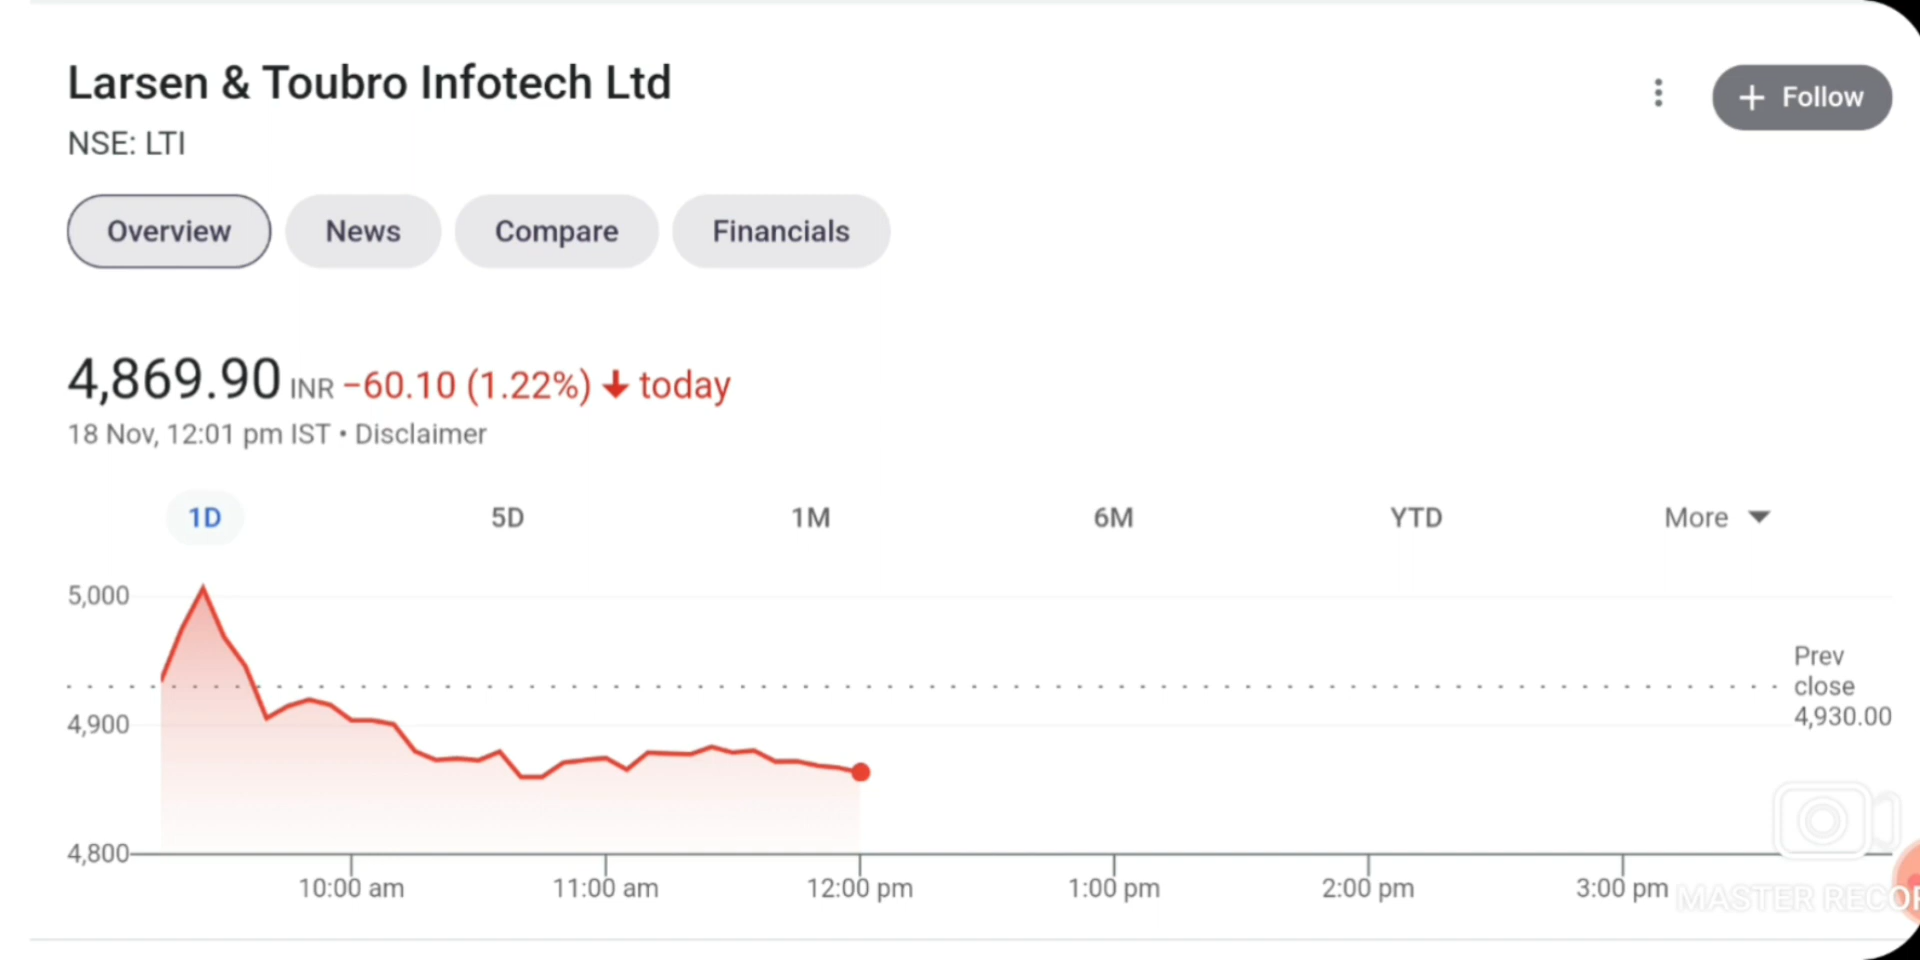 Larsen & Toubro Infotech Ltd
+ Follow
NSE: LTI
Overview News Compare Financials
4,869.90 INR −60.10 (1.22%) ↓ today
18 Nov, 12:01 pm IST • Disclaimer
1D 5D 1M 6M YTD More
5,000
Prev
close
4,930.00
4,900
4,800
10:00 am 11:00 am 12:00 pm 1:00 pm 2:00 pm 3:00 pm
MASTER